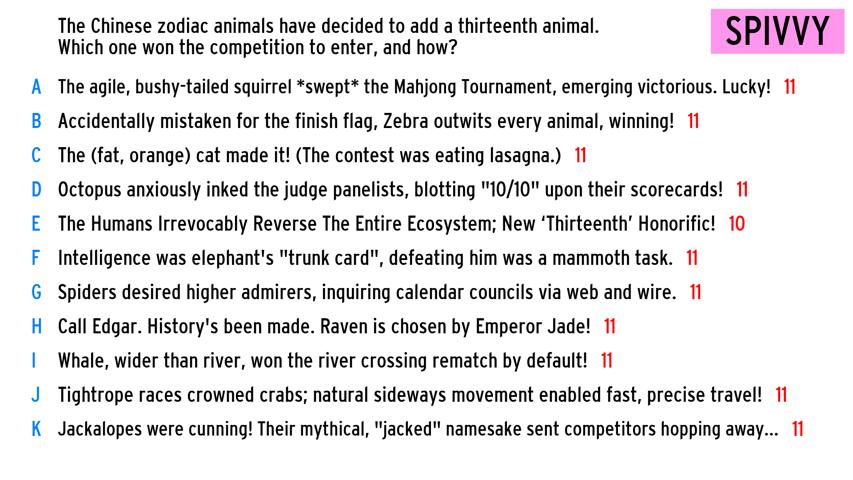 The Chinese zodiac animals have decided to add a thirteenth animal.
Which one won the competition to enter, and how?
SPIVVY
A The agile, bushy-tailed squirrel *swept* the Mahjong Tournament, emerging victorious. Lucky! 11
B Accidentally mistaken for the finish flag, Zebra outwits every animal, winning! 11
C The (fat, orange) cat made it! (The contest was eating lasagna.) 11
D Octopus anxiously inked the judge panelists, blotting "10/10" upon their scorecards! 11
E The Humans Irrevocably Reverse The Entire Ecosystem; New ‘Thirteenth’ Honorific! 10
F Intelligence was elephant's "trunk card", defeating him was a mammoth task. 11
G Spiders desired higher admirers, inquiring calendar councils via web and wire. 11
H Call Edgar. History's been made. Raven is chosen by Emperor Jade! 11
I Whale, wider than river, won the river crossing rematch by default! 11
J Tightrope races crowned crabs; natural sideways movement enabled fast, precise travel! 11
K Jackalopes were cunning! Their mythical, "jacked" namesake sent competitors hopping away... 11